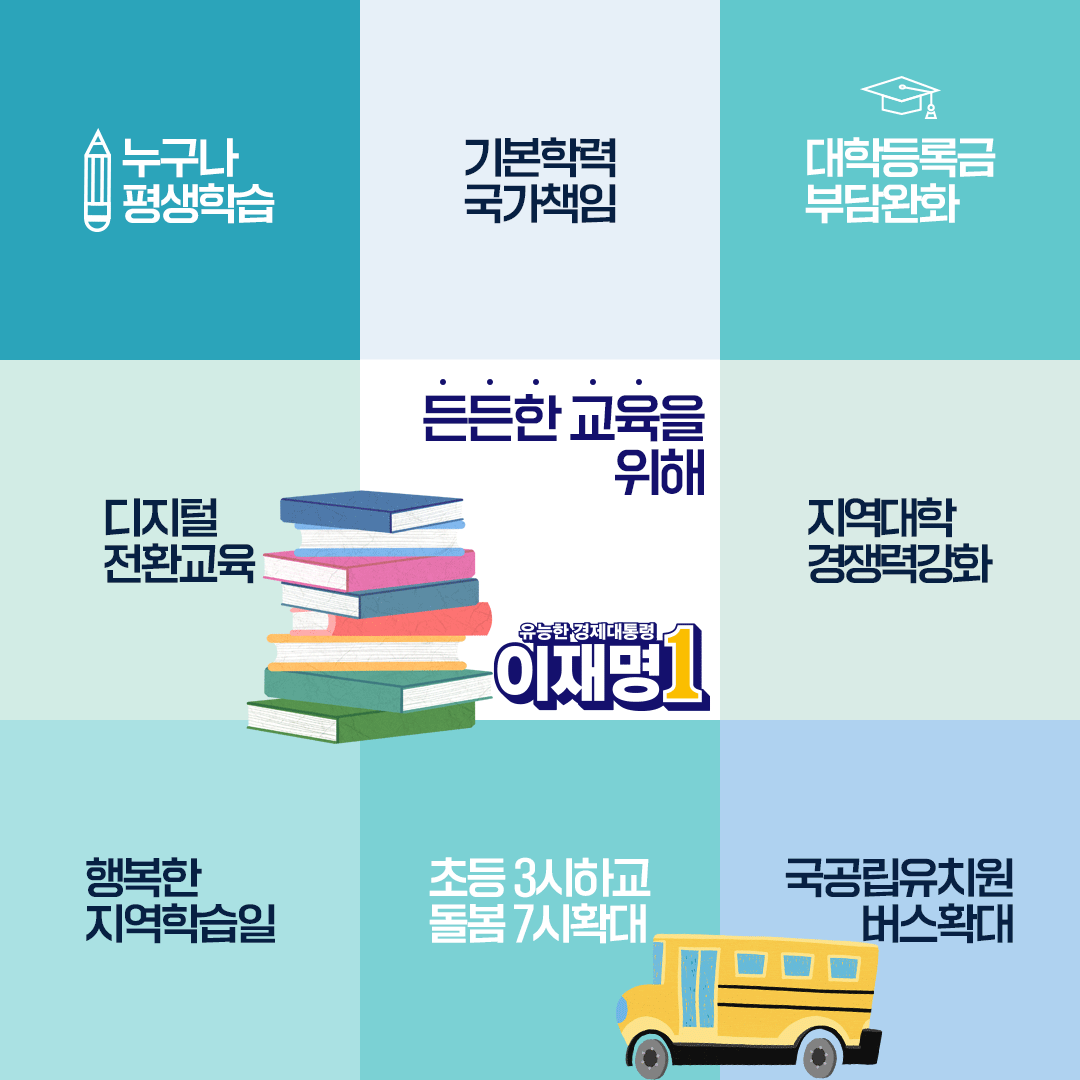 누구나
평생학습
기본학력
국가책임
대학등록금
부담완화
디지털
전환교육
든든한 교육을
위해
유능한 경제대통령
이재명1
지역대학
경쟁력강화
행복한
지역학습일
초등 3시하교
돌봄 7시확대
국공립유치원
버스확대